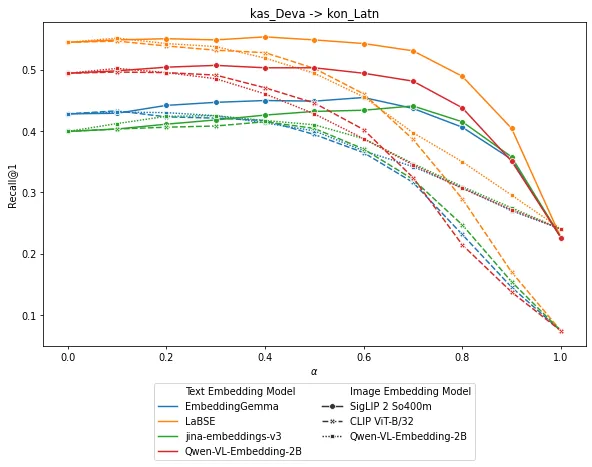 kas_Deva -> kon_Latn
Recall@1
0.5
0.4
0.3
0.2
0.1
0.0 0.2 0.4 0.6 0.8 1.0
α
Text Embedding Model
EmbeddingGemma
LaBSE
jina-embeddings-v3
Qwen-VL-Embedding-2B
Image Embedding Model
SigLIP 2 So400m
CLIP ViT-B/32
Qwen-VL-Embedding-2B